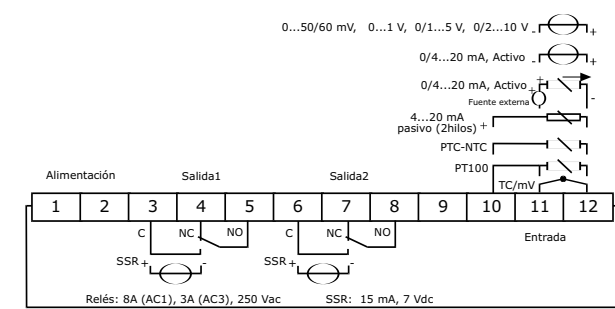 0...50/60 mV, 0...1 V, 0/1...5 V, 0/2...10 V - +
0/4...20 mA, Activo - +
0/4...20 mA, Activo + + -
Fuente externa
4...20 mA
pasivo (2hilos) +
PTC-NTC
PT100
TC/mV
Alimentación Salida1 Salida2
1 2 3 4 5 6 7 8 9 10 11 12
C NC NO C NC NO Entrada
SSR + - SSR + -
Relés: 8A (AC1), 3A (AC3), 250 Vac SSR: 15 mA, 7 Vdc